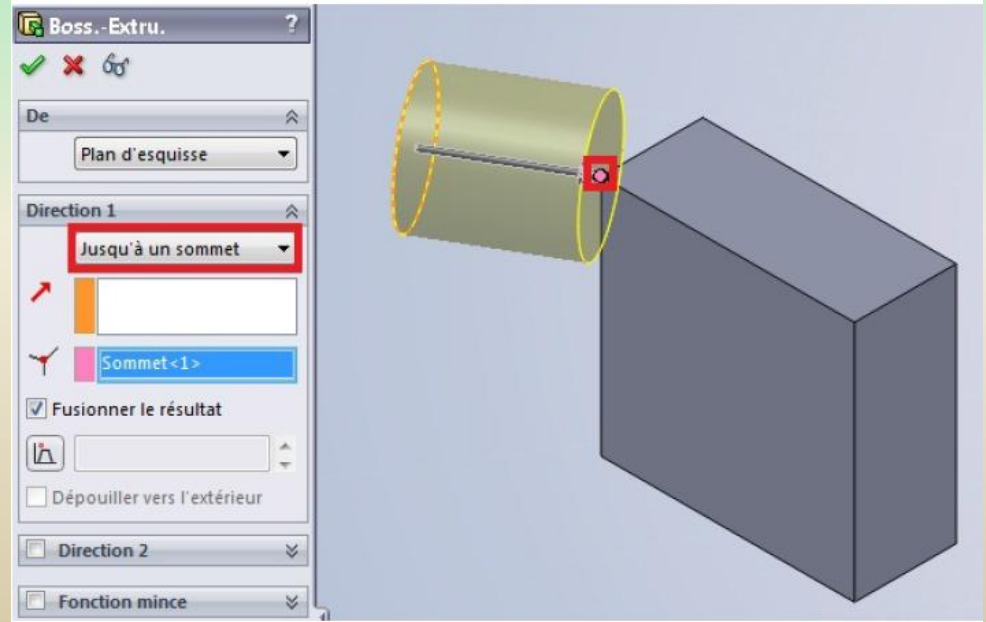 Boss.-Extru. ?
De
Plan d'esquisse
Direction 1
Jusqu'à un sommet
Sommet<1>
Fusionner le résultat
Dépouiller vers l'extérieur
Direction 2
Fonction mince